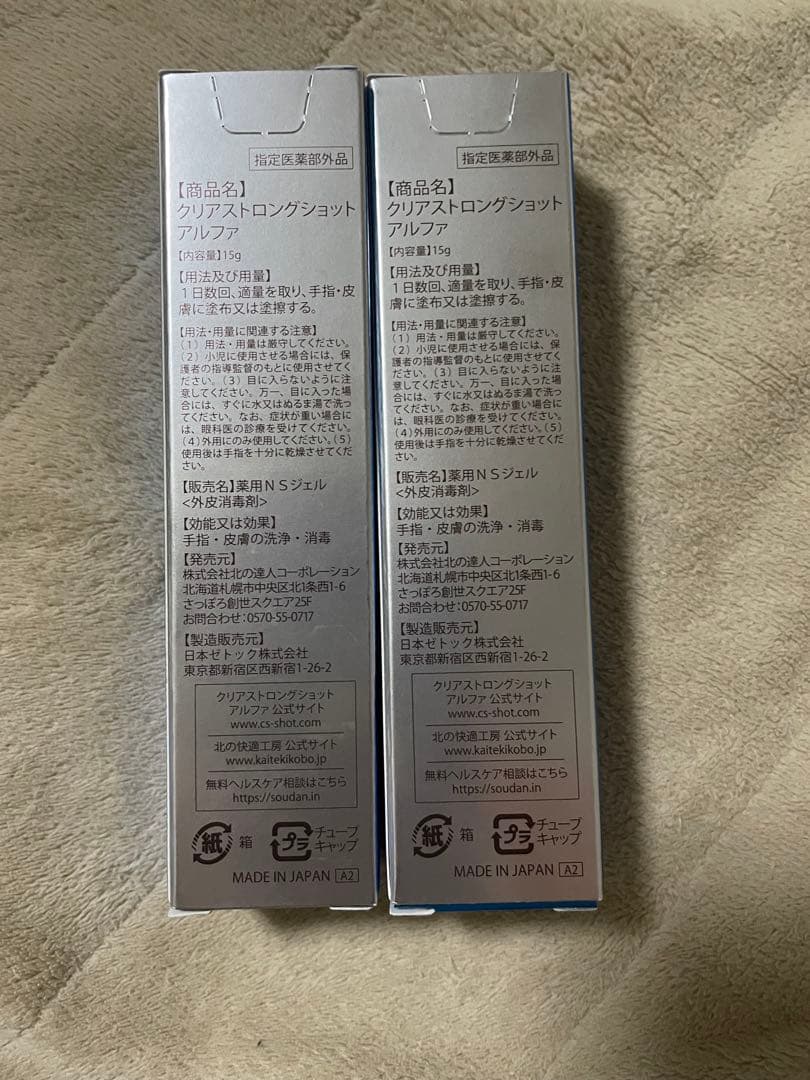 指定医薬部外品
【商品名】
クリアストロングショット
アルファ
【内容量】15g
【用法及び用量】
1日数回、適量を取り、手指・皮
膚に塗布又は塗擦する。
【用法・用量に関連する注意】
（1）用法・用量は厳守してください。
（2）小児に使用させる場合には、保
護者の指導監督のもとに使用させてく
ださい。（3）目に入らないように注
意してください。万一、目に入った場
合には、すぐに水又はぬるま湯で洗っ
てください。なお、症状が重い場合に
は、眼科医の診療を受けてください。
（4）外用にのみ使用してください。（5）
使用後は手指を十分に乾燥させてくだ
さい。
【販売名】薬用ＮＳジェル
<外皮消毒剤>
【効能又は効果】
手指・皮膚の洗浄・消毒
【発売元】
株式会社北の達人コーポレーション
北海道札幌市中央区北1条西1-6
さっぽろ創世スクエア25F
お問合わせ:0570-55-0717
【製造販売元】
日本ゼトック株式会社
東京都新宿区西新宿1-26-2
クリアストロングショット
アルファ 公式サイト
www.cs-shot.com
北の快適工房 公式サイト
www.kaitekikobo.jp
無料ヘルスケア相談はこちら
https://soudan.in
紙 箱 プラ チューブ
キャップ
MADE IN JAPAN A2
指定医薬部外品
【商品名】
クリアストロングショット
アルファ
【内容量】15g
【用法及び用量】
1日数回、適量を取り、手指・皮
膚に塗布又は塗擦する。
【用法・用量に関連する注意】
（1）用法・用量は厳守してください。
（2）小児に使用させる場合には、保
護者の指導監督のもとに使用させてく
ださい。（3）目に入らないように注
意してください。万一、目に入った場
合には、すぐに水又はぬるま湯で洗っ
てください。なお、症状が重い場合に
は、眼科医の診療を受けてください。
（4）外用にのみ使用してください。（5）
使用後は手指を十分に乾燥させてくだ
さい。
【販売名】薬用ＮＳジェル
<外皮消毒剤>
【効能又は効果】
手指・皮膚の洗浄・消毒
【発売元】
株式会社北の達人コーポレーション
北海道札幌市中央区北1条西1-6
さっぽろ創世スクエア25F
お問合わせ:0570-55-0717
【製造販売元】
日本ゼトック株式会社
東京都新宿区西新宿1-26-2
クリアストロングショット
アルファ 公式サイト
www.cs-shot.com
北の快適工房 公式サイト
www.kaitekikobo.jp
無料ヘルスケア相談はこちら
https://soudan.in
紙 箱 プラ チューブ
キャップ
MADE IN JAPAN A2